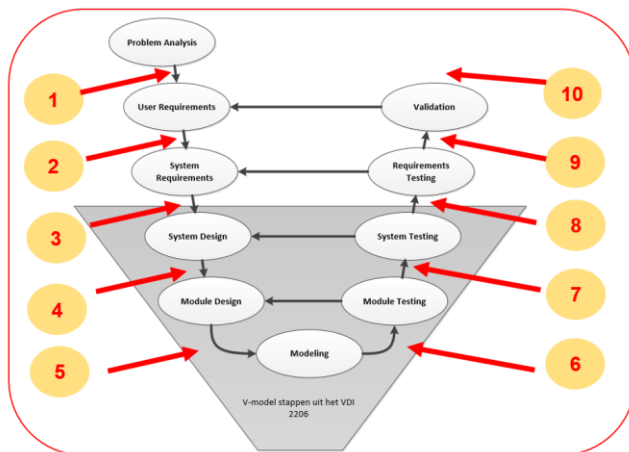 Problem Analysis
1
10
User Requirements
Validation
2
9
System
Requirements
Requirements
Testing
3
8
System Design
System Testing
4
7
Module Design
Module Testing
5
6
Modeling
V-model stappen uit het VDI
2206